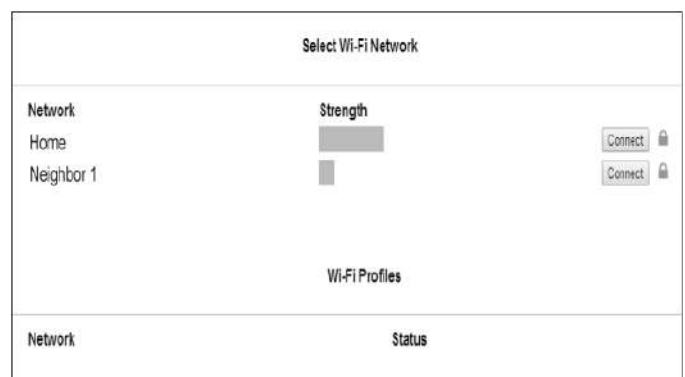 Select Wi-Fi Network
Network Strength
Home Connect
Neighbor 1 Connect
Wi-Fi Profiles
Network Status